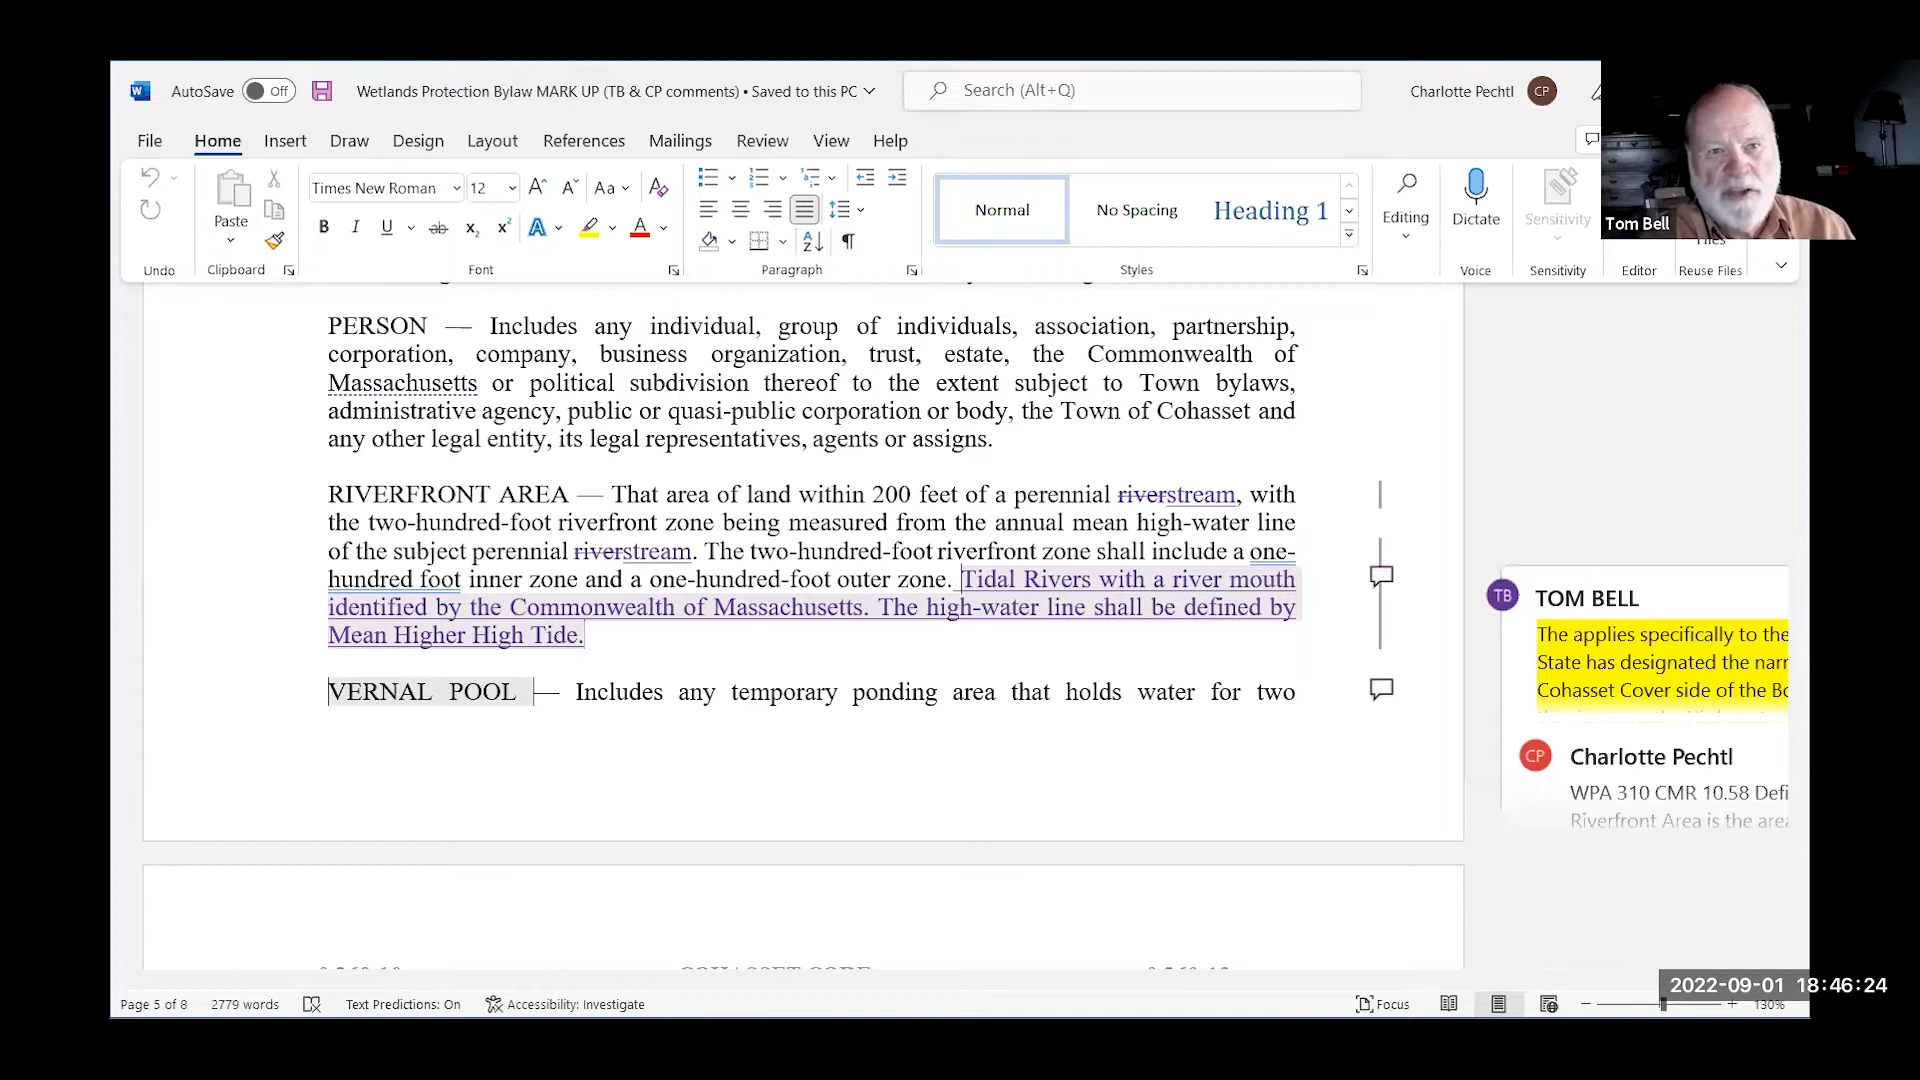 AutoSave Off Wetlands Protection Bylaw MARK UP (TB & CP comments) • Saved to this PC Search (Alt+Q) Charlotte Pechtl CP
File Home Insert Draw Design Layout References Mailings Review View Help
Times New Roman 12 A A Aa A
Paste B I U ab x₂ x² A A
Normal No Spacing Heading 1 Editing Dictate Sensitivity
Tom Bell
Files
Undo Clipboard Font Paragraph Styles Voice Sensitivity Editor Reuse Files
PERSON — Includes any individual, group of individuals, association, partnership,
corporation, company, business organization, trust, estate, the Commonwealth of
Massachusetts or political subdivision thereof to the extent subject to Town bylaws,
administrative agency, public or quasi-public corporation or body, the Town of Cohasset and
any other legal entity, its legal representatives, agents or assigns.
RIVERFRONT AREA — That area of land within 200 feet of a perennial riverstream, with
the two-hundred-foot riverfront zone being measured from the annual mean high-water line
of the subject perennial riverstream. The two-hundred-foot riverfront zone shall include a one-
hundred foot inner zone and a one-hundred-foot outer zone. Tidal Rivers with a river mouth
identified by the Commonwealth of Massachusetts. The high-water line shall be defined by
Mean Higher High Tide.
VERNAL POOL — Includes any temporary ponding area that holds water for two
TB TOM BELL
The applies specifically to the
State has designated the narr
Cohasset Cover side of the Bo
CP Charlotte Pechtl
WPA 310 CMR 10.58 Defi
Riverfront Area is the area
COHASSET CODE
2022-09-01 18:46:24
Page 5 of 8 2779 words Text Predictions: On Accessibility: Investigate Focus 130%